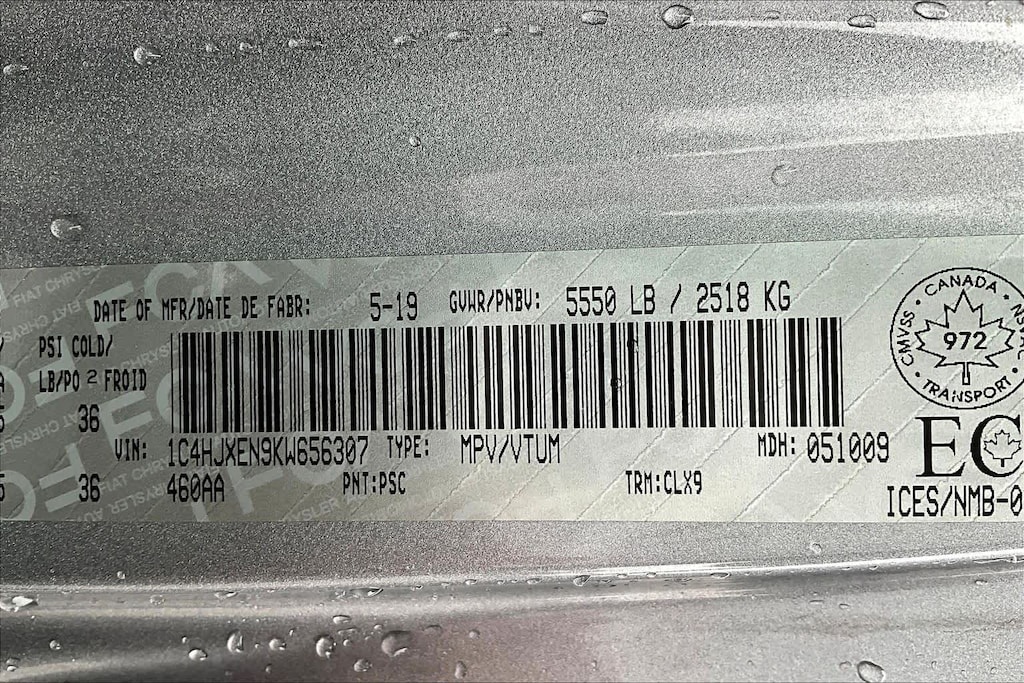 DATE OF MFR/DATE DE FABR: 5-19 GVWR/PNBV: 5550 LB / 2518 KG
PSI COLD/
LB/PO 2 FROID
36
VIN: 1C4HJXEN9KW656307 TYPE: MPV/VTUM MDH: 051009
36 460AA PNT:PSC TRM:CLX9
CANADA
CMVSS
972
TRANSPORT
EC
ICES/NMB-0